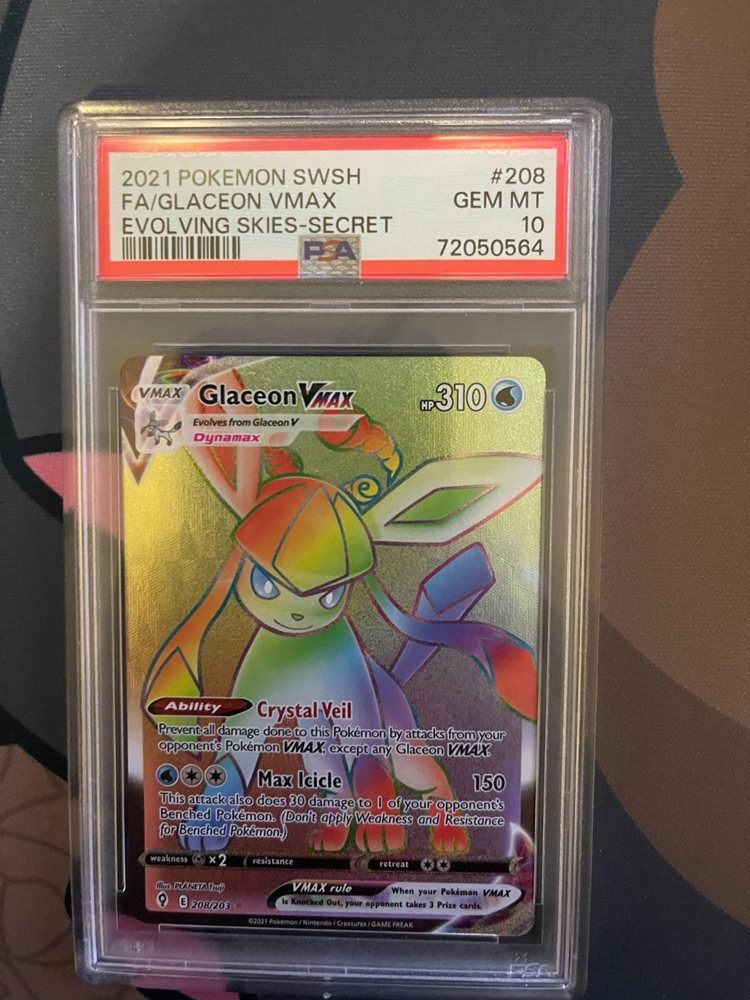 2021 POKEMON SWSH #208
FA/GLACEON VMAX GEM MT
EVOLVING SKIES-SECRET 10
PSA 72050564
VMAX Glaceon VMAX HP 310
Evolves from Glaceon V
Dynamax
Ability Crystal Veil
Prevent all damage done to this Pokémon by attacks from your
opponent's Pokémon VMAX, except any Glaceon VMAX.
Max Icicle 150
This attack also does 30 damage to 1 of your opponent's
Benched Pokémon. (Don't apply Weakness and Resistance
for Benched Pokémon.)
weakness ×2 resistance retreat
Illus. PLANETA Tsuji
E 208/203
VMAX rule When your Pokémon VMAX
is Knocked Out, your opponent takes 3 Prize cards.
©2021 Pokémon / Nintendo / Creatures / GAME FREAK